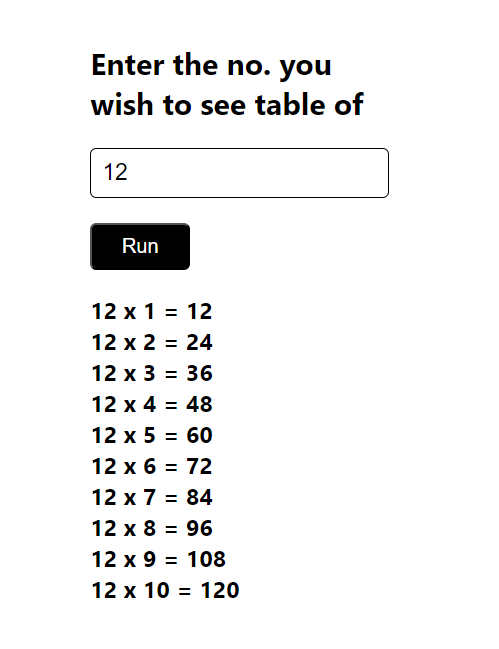 Enter the no. you
wish to see table of
12
Run
12 x 1 = 12
12 x 2 = 24
12 x 3 = 36
12 x 4 = 48
12 x 5 = 60
12 x 6 = 72
12 x 7 = 84
12 x 8 = 96
12 x 9 = 108
12 x 10 = 120